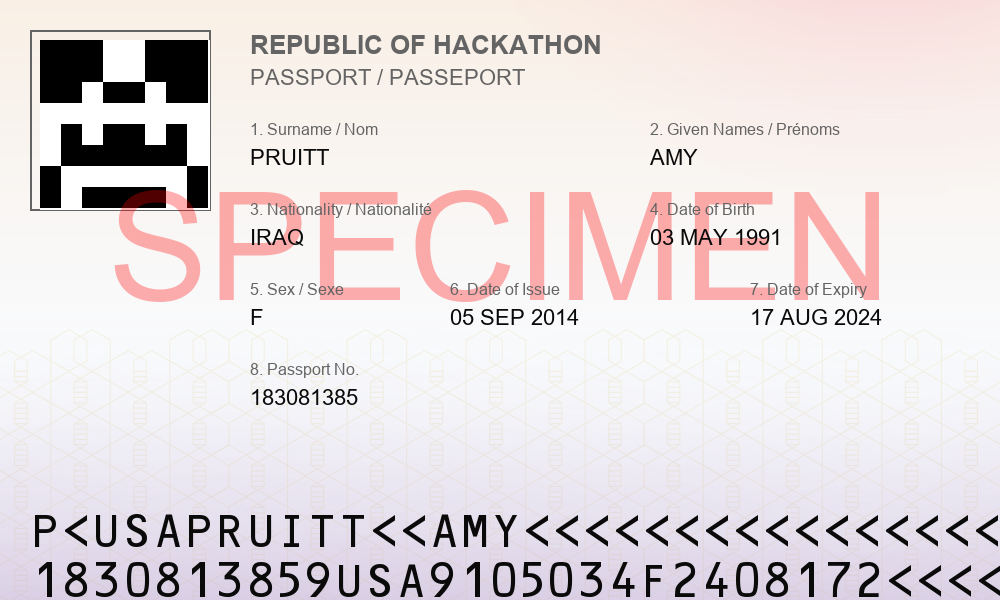 REPUBLIC OF HACKATHON
PASSPORT / PASSEPORT
1. Surname / Nom 2. Given Names / Prénoms
PRUITT AMY
3. Nationality / Nationalité 4. Date of Birth
IRAQ 03 MAY 1991
SPECIMEN
5. Sex / Sexe 6. Date of Issue 7. Date of Expiry
F 05 SEP 2014 17 AUG 2024
8. Passport No.
183081385
P<USAPRUITT<<AMY<<<<<<<<<<<<<<<<
1830813859USA9105034F2408172<<<<